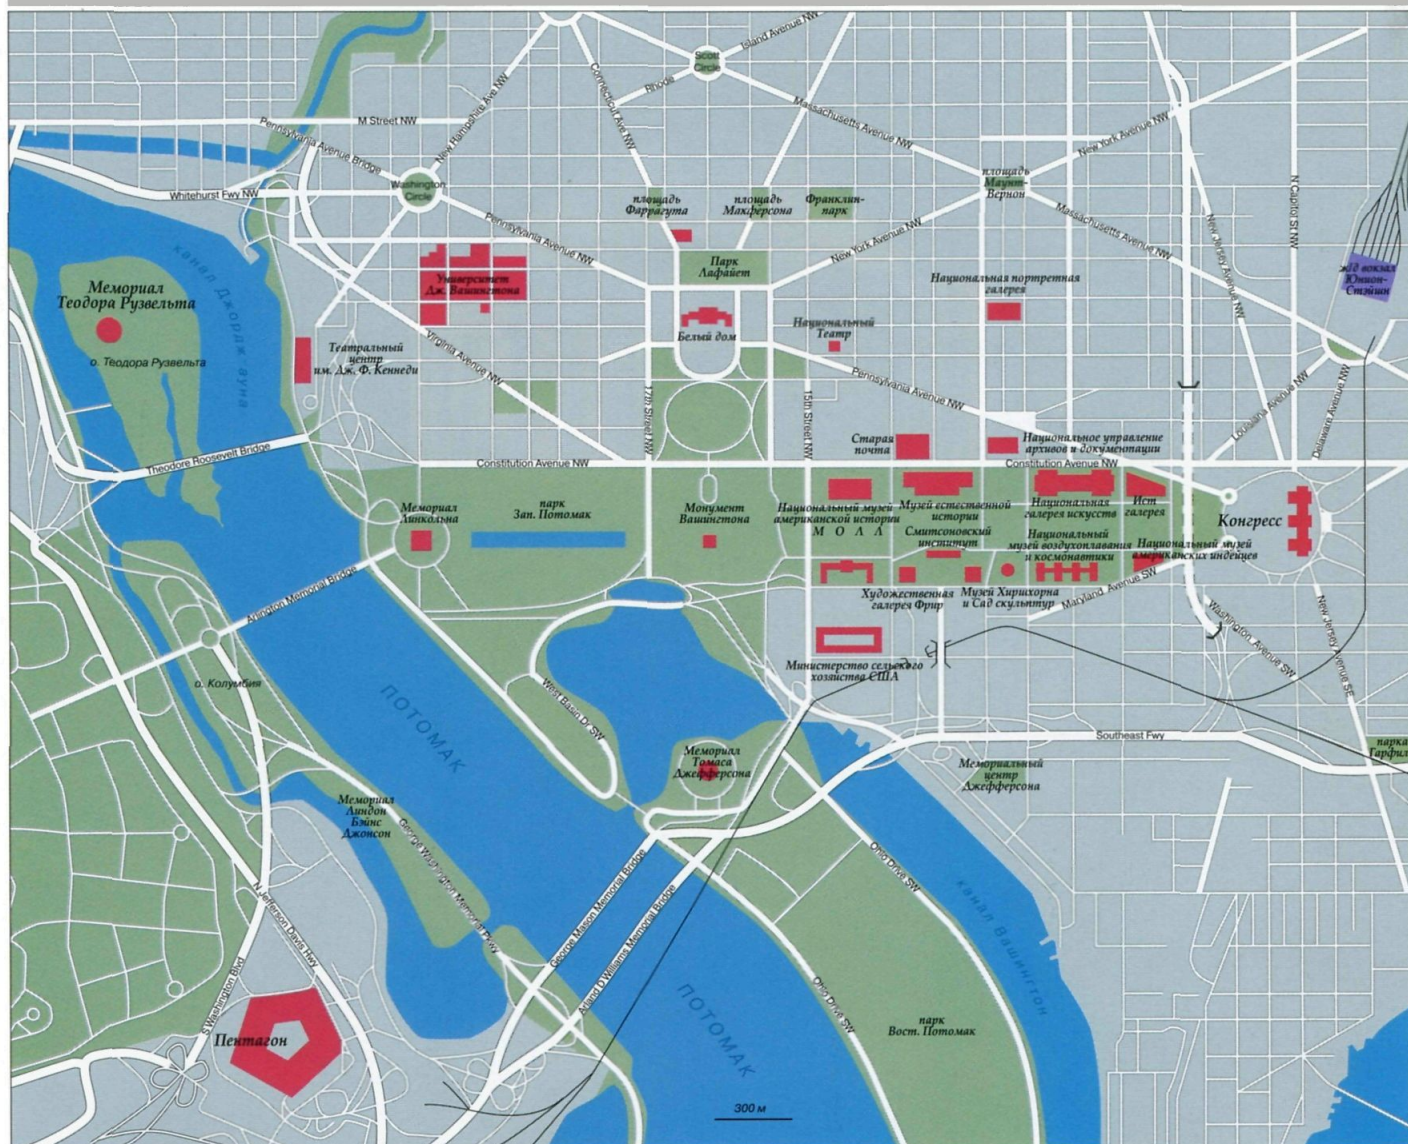 Island Avenue NW
Scott
Circle
Rhode
Connecticut Ave NW
New Hampshire Ave NW
Massachusetts Avenue NW
New York Avenue NW
M Street NW
Pennsylvania Avenue Bridge
Whitehurst Fwy NW
Washington
Circle
Pennsylvania Avenue NW
площадь
Фаррагута
площадь
Макферсона
Франклин-
парк
площадь
Маунт-
Вернон
Massachusetts Avenue NW
New Jersey Avenue NW
N Capitol St NW
New York Avenue NW
канал Джорджтауна
Мемориал
Теодора Рузвельта
о. Теодора Рузвельта
Университет
Дж. Вашингтона
Парк
Лафайет
Национальная портретная
галерея
ж/д вокзал
Юнион-
Стэйшн
Белый дом
Национальный
Театр
Театральный
центр
им. Дж. Ф. Кеннеди
Virginia Avenue NW
17th Street NW
15th Street NW
Pennsylvania Avenue NW
Louisiana Avenue NW
Delaware Avenue NW
Theodore Roosevelt Bridge
Старая
почта
Национальное управление
архивов и документации
Constitution Avenue NW
Constitution Avenue NW
Мемориал
Линкольна
парк
Зап. Потомак
Монумент
Вашингтона
Национальный музей
американской истории
МОЛЛ
Музей естественной
истории
Смитсоновский
институт
Национальная
галерея искусств
Ист
галерея
Конгресс
Национальный
музей воздухоплавания
и космонавтики
Национальный музей
американских индейцев
Художественная
галерея Фрир
Музей Хиршхорна
и Сад скульптур
Maryland Avenue SW
Arlington Memorial Bridge
Washington Avenue SW
New Jersey Avenue SE
Министерство сельского
хозяйства США
о. Колумбия
ПОТОМАК
West Basin Dr SW
Мемориал
Томаса
Джефферсона
Southeast Fwy
парка
Мемориальный
центр
Джефферсона
Мемориал
Линдон
Бэйнс
Джонсон
George Washington Memorial Pkwy
Ohio Drive SW
канал Вашингтон
N Jefferson Davis Hwy
George Mason Memorial Bridge
Arland D Williams Memorial Bridge
S Washington Blvd
Ohio Drive SW
ПОТОМАК
парк
Вост. Потомак
Пентагон
300 м